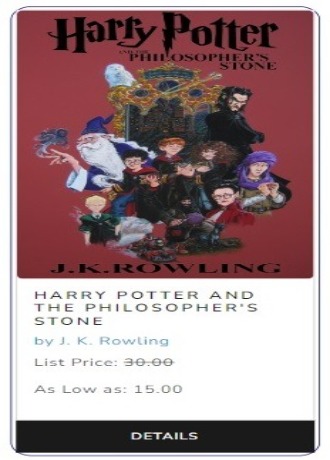 Harry Potter
AND THE PHILOSOPHER'S
STONE
J.K.ROWLING
HARRY POTTER AND
THE PHILOSOPHER'S
STONE
by J. K. Rowling
List Price: 30.00
As Low as: 15.00
DETAILS